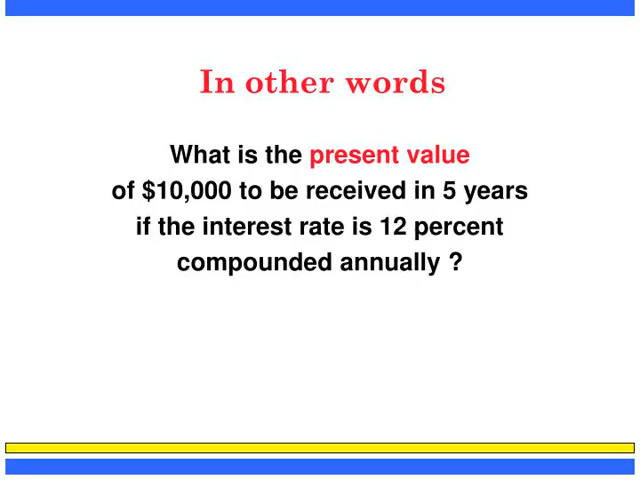 In other words
What is the present value
of $10,000 to be received in 5 years
if the interest rate is 12 percent
compounded annually ?